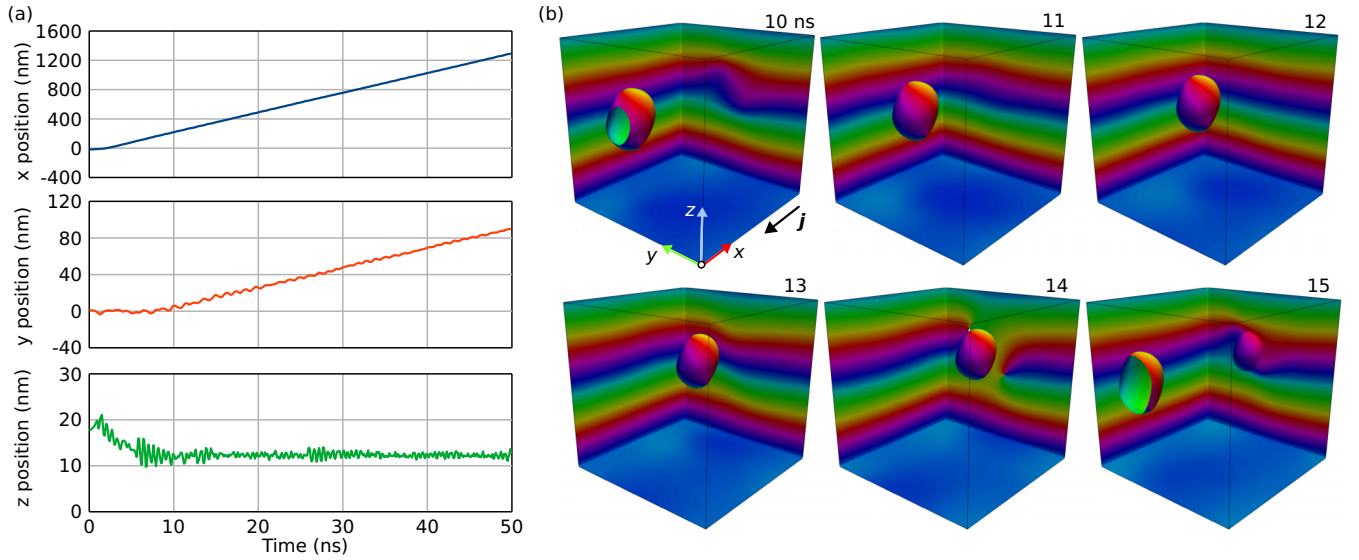 (a)
1600
1200
800
400
0
-400
x position (nm)
120
80
40
0
-40
y position (nm)
30
20
10
0
z position (nm)
0 10 20 30 40 50
Time (ns)
(b)
10 ns
11
12
z
y
x
j
13
14
15